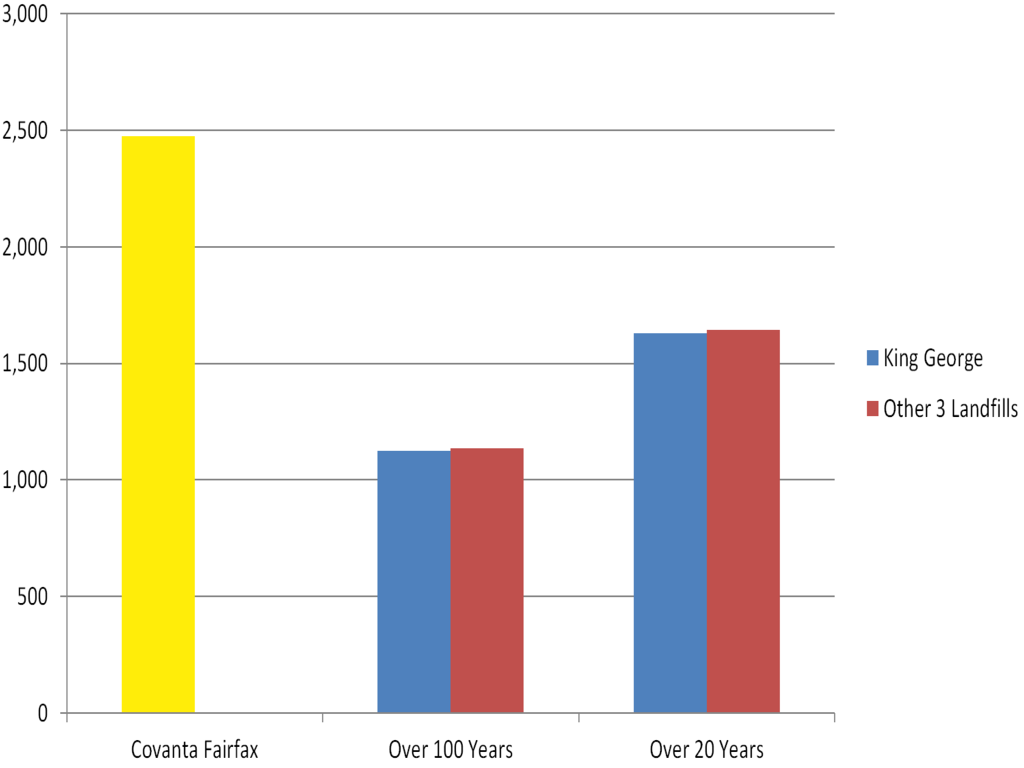 3,000
2,500
2,000
1,500
1,000
500
0
Covanta Fairfax
Over 100 Years
Over 20 Years
King George
Other 3 Landfills